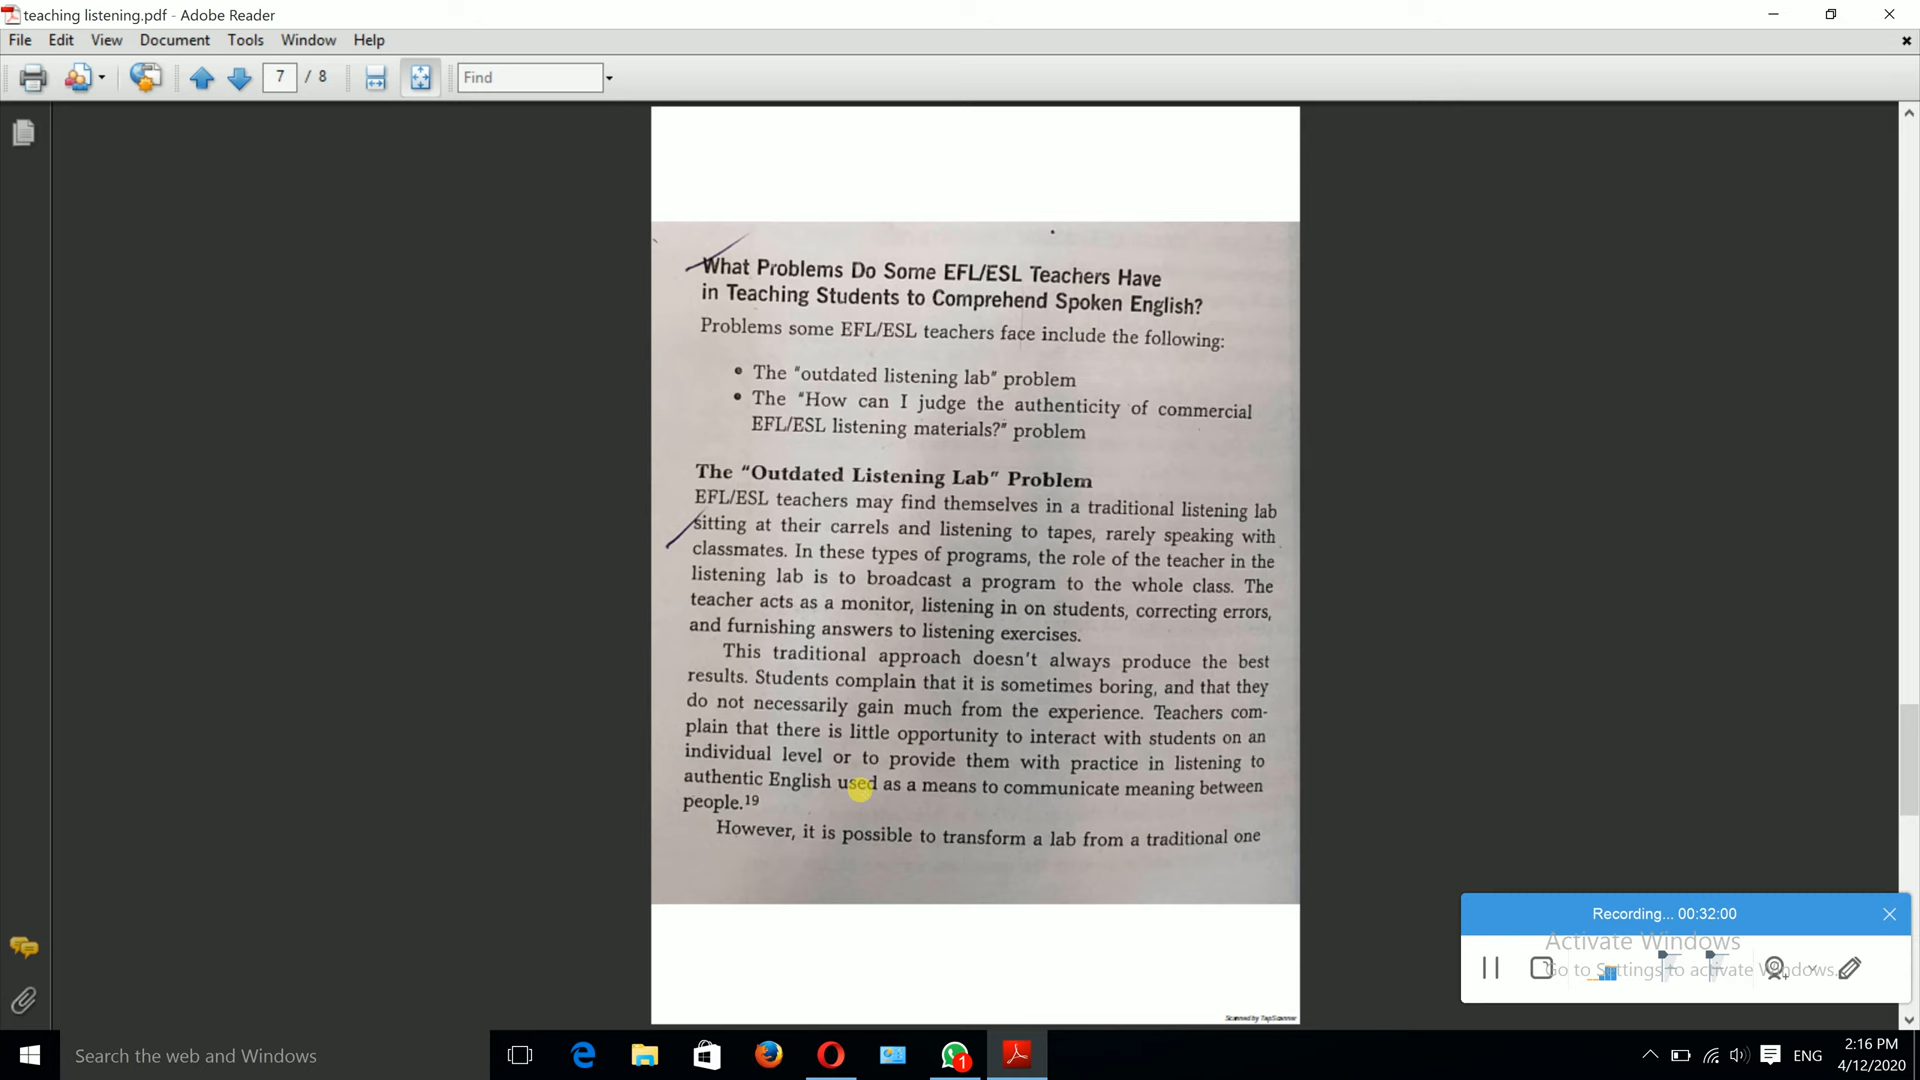 teaching listening.pdf - Adobe Reader
File Edit View Document Tools Window Help
7 / 8 Find
What Problems Do Some EFL/ESL Teachers Have
in Teaching Students to Comprehend Spoken English?
Problems some EFL/ESL teachers face include the following:
• The "outdated listening lab" problem
• The "How can I judge the authenticity of commercial
EFL/ESL listening materials?" problem
The "Outdated Listening Lab" Problem
EFL/ESL teachers may find themselves in a traditional listening lab
sitting at their carrels and listening to tapes, rarely speaking with
classmates. In these types of programs, the role of the teacher in the
listening lab is to broadcast a program to the whole class. The
teacher acts as a monitor, listening in on students, correcting errors,
and furnishing answers to listening exercises.
This traditional approach doesn't always produce the best
results. Students complain that it is sometimes boring, and that they
do not necessarily gain much from the experience. Teachers com-
plain that there is little opportunity to interact with students on an
individual level or to provide them with practice in listening to
authentic English used as a means to communicate meaning between
people.19
However, it is possible to transform a lab from a traditional one
Scanned by TapScanner
Recording... 00:32:00
Activate Windows
Go to Settings to activate Windows.
Search the web and Windows
1
ENG
2:16 PM
4/12/2020